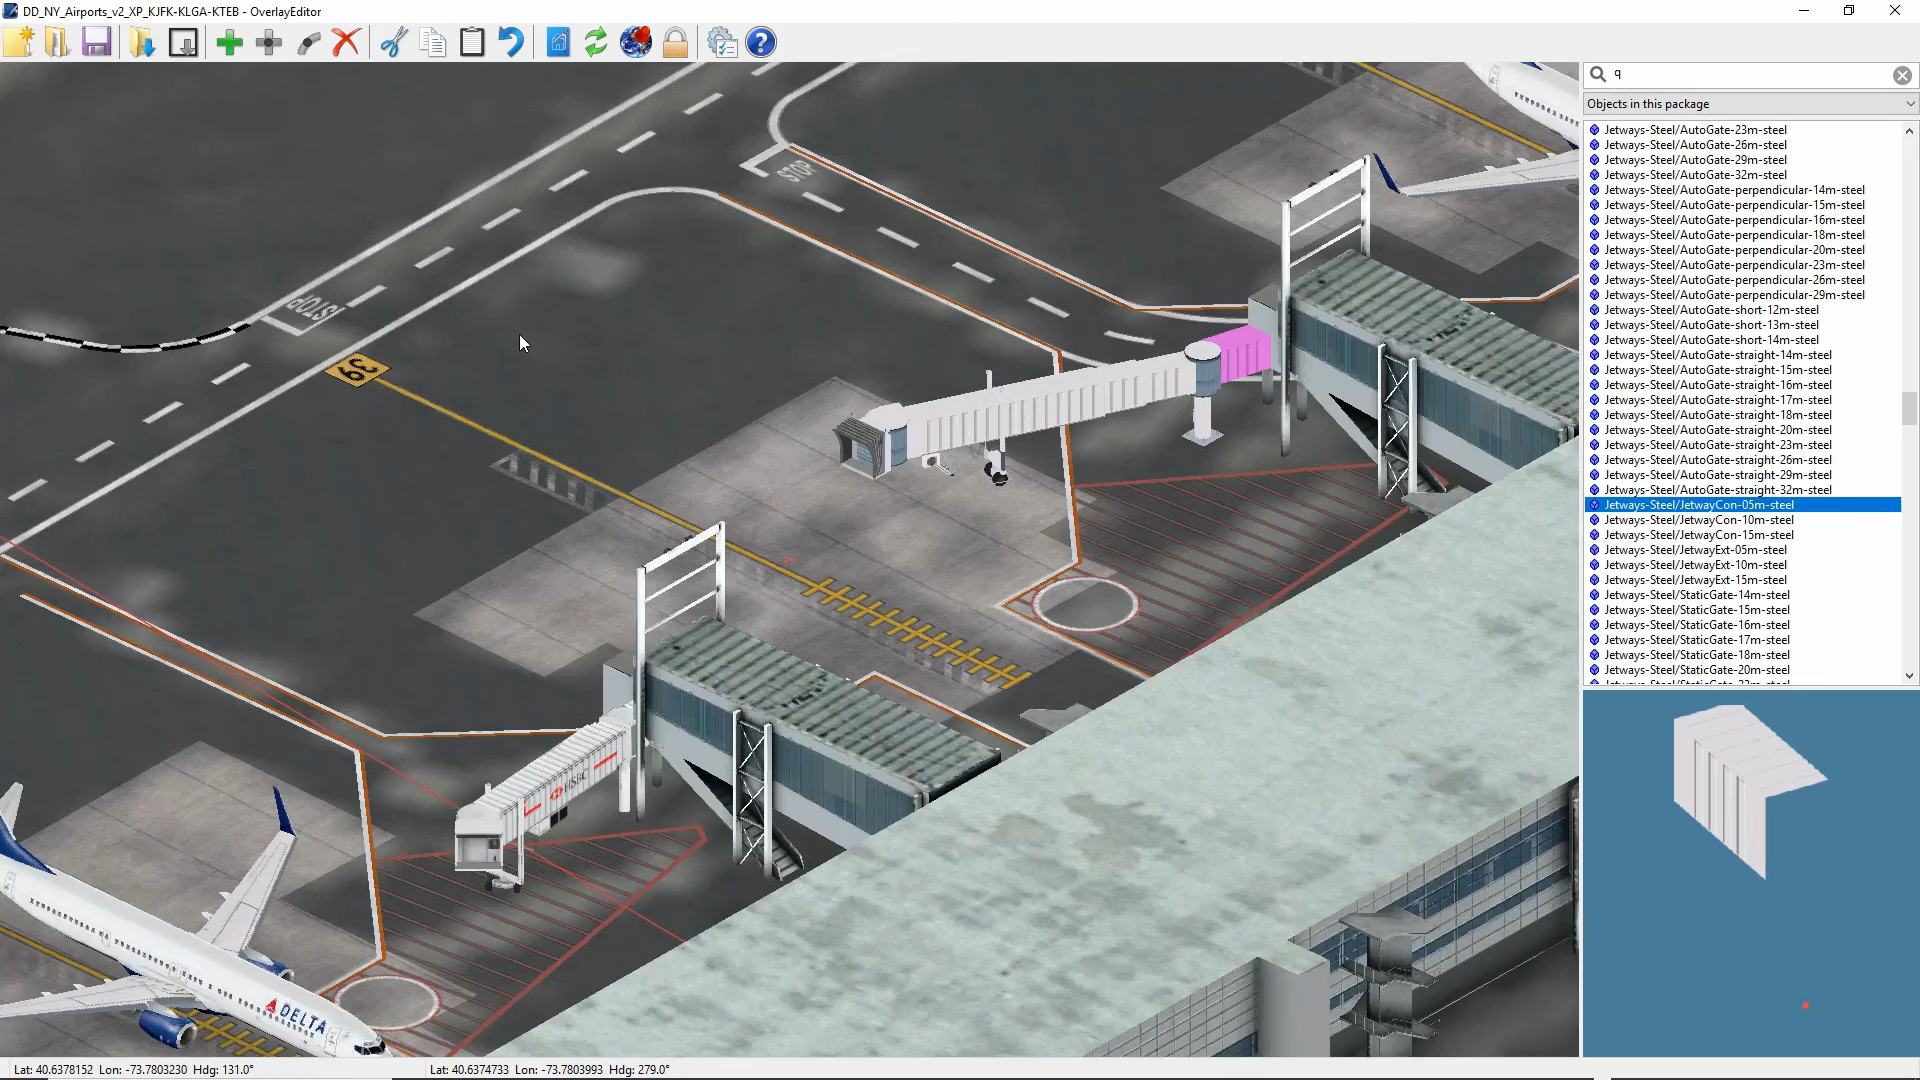 DD_NY_Airports_v2_XP_KJFK-KLGA-KTEB - OverlayEditor
q
Objects in this package
Jetways-Steel/AutoGate-23m-steel
Jetways-Steel/AutoGate-26m-steel
Jetways-Steel/AutoGate-29m-steel
Jetways-Steel/AutoGate-32m-steel
Jetways-Steel/AutoGate-perpendicular-14m-steel
Jetways-Steel/AutoGate-perpendicular-15m-steel
Jetways-Steel/AutoGate-perpendicular-16m-steel
Jetways-Steel/AutoGate-perpendicular-18m-steel
Jetways-Steel/AutoGate-perpendicular-20m-steel
Jetways-Steel/AutoGate-perpendicular-23m-steel
Jetways-Steel/AutoGate-perpendicular-26m-steel
Jetways-Steel/AutoGate-perpendicular-29m-steel
Jetways-Steel/AutoGate-short-12m-steel
Jetways-Steel/AutoGate-short-13m-steel
Jetways-Steel/AutoGate-short-14m-steel
Jetways-Steel/AutoGate-straight-14m-steel
Jetways-Steel/AutoGate-straight-15m-steel
Jetways-Steel/AutoGate-straight-16m-steel
Jetways-Steel/AutoGate-straight-17m-steel
Jetways-Steel/AutoGate-straight-18m-steel
Jetways-Steel/AutoGate-straight-20m-steel
Jetways-Steel/AutoGate-straight-23m-steel
Jetways-Steel/AutoGate-straight-26m-steel
Jetways-Steel/AutoGate-straight-29m-steel
Jetways-Steel/AutoGate-straight-32m-steel
Jetways-Steel/JetwayCon-05m-steel
Jetways-Steel/JetwayCon-10m-steel
Jetways-Steel/JetwayCon-15m-steel
Jetways-Steel/JetwayExt-05m-steel
Jetways-Steel/JetwayExt-10m-steel
Jetways-Steel/JetwayExt-15m-steel
Jetways-Steel/StaticGate-14m-steel
Jetways-Steel/StaticGate-15m-steel
Jetways-Steel/StaticGate-16m-steel
Jetways-Steel/StaticGate-17m-steel
Jetways-Steel/StaticGate-18m-steel
Jetways-Steel/StaticGate-20m-steel
STOP
STOP
39
HSBC
DELTA
Lat: 40.6378152 Lon: -73.7803230 Hdg: 131.0°
Lat: 40.6374733 Lon: -73.7803993 Hdg: 279.0°